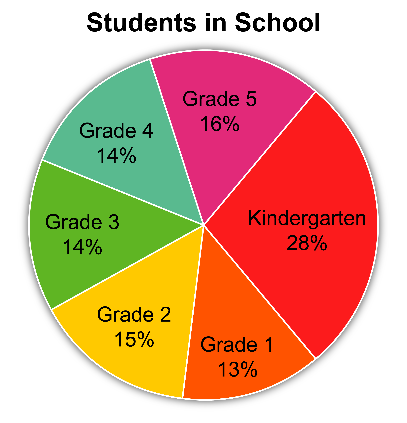 Students in School
Grade 5
16%
Grade 4
14%
Kindergarten
28%
Grade 3
14%
Grade 2
15%
Grade 1
13%